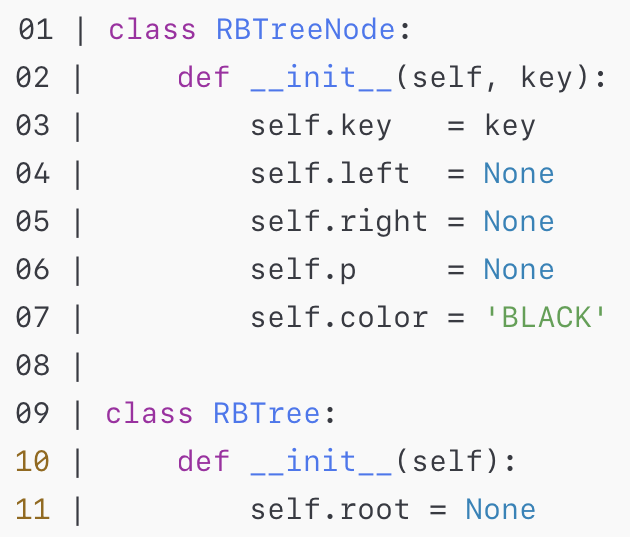 01 | class RBTreeNode:
02 |     def __init__(self, key):
03 |         self.key   = key
04 |         self.left  = None
05 |         self.right = None
06 |         self.p     = None
07 |         self.color = 'BLACK'
08 |
09 | class RBTree:
10 |     def __init__(self):
11 |         self.root = None